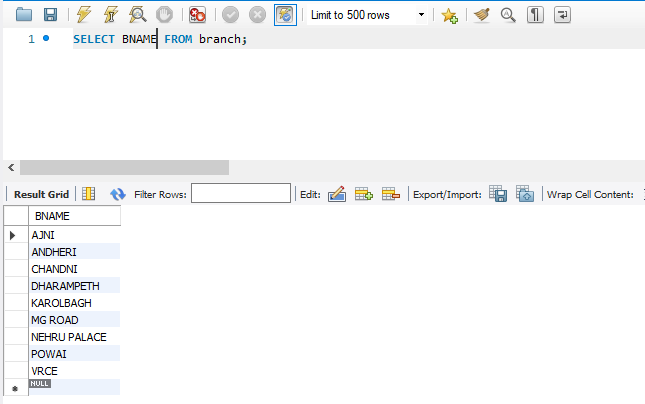 Limit to 500 rows
1 SELECT BNAME FROM branch;
Result Grid Filter Rows: Edit: Export/Import: Wrap Cell Content:
BNAME
AJNI
ANDHERI
CHANDNI
DHARAMPETH
KAROLBAGH
MG ROAD
NEHRU PALACE
POWAI
VRCE
NULL